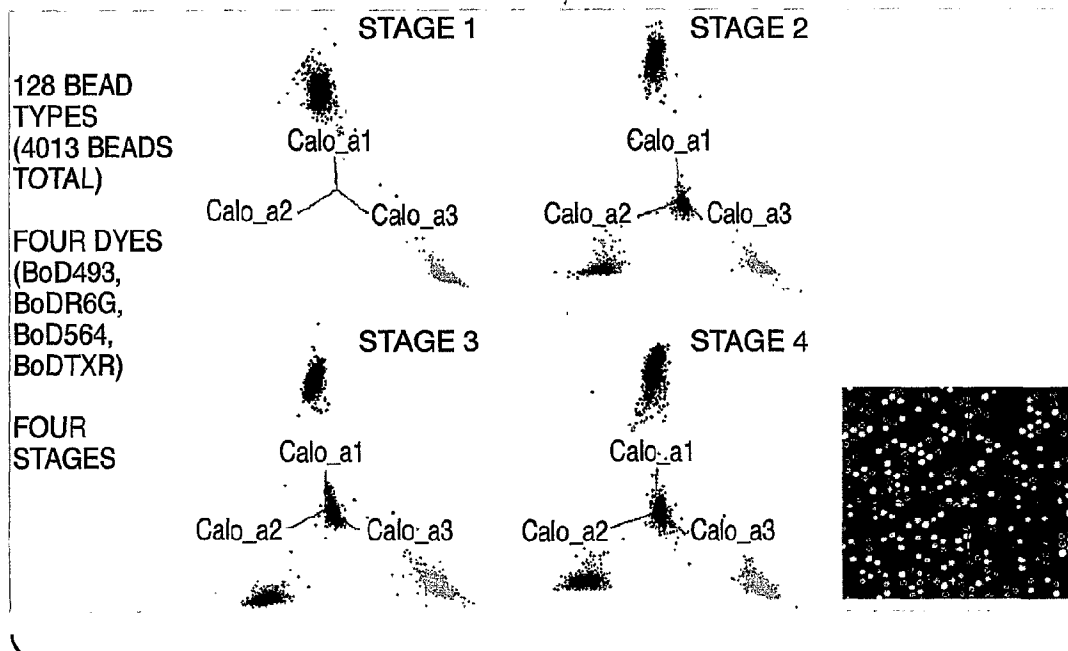 128 BEAD
TYPES
(4013 BEADS
TOTAL)
FOUR DYES
(BoD493,
BoDR6G,
BoD564,
BoDTXR)
FOUR
STAGES
STAGE 1
Calo_a1
Calo_a2
Calo_a3
STAGE 2
Calo_a1
Calo_a2
Calo_a3
STAGE 3
Calo_a1
Calo_a2
Calo_a3
STAGE 4
Calo_a1
Calo_a2
Calo_a3